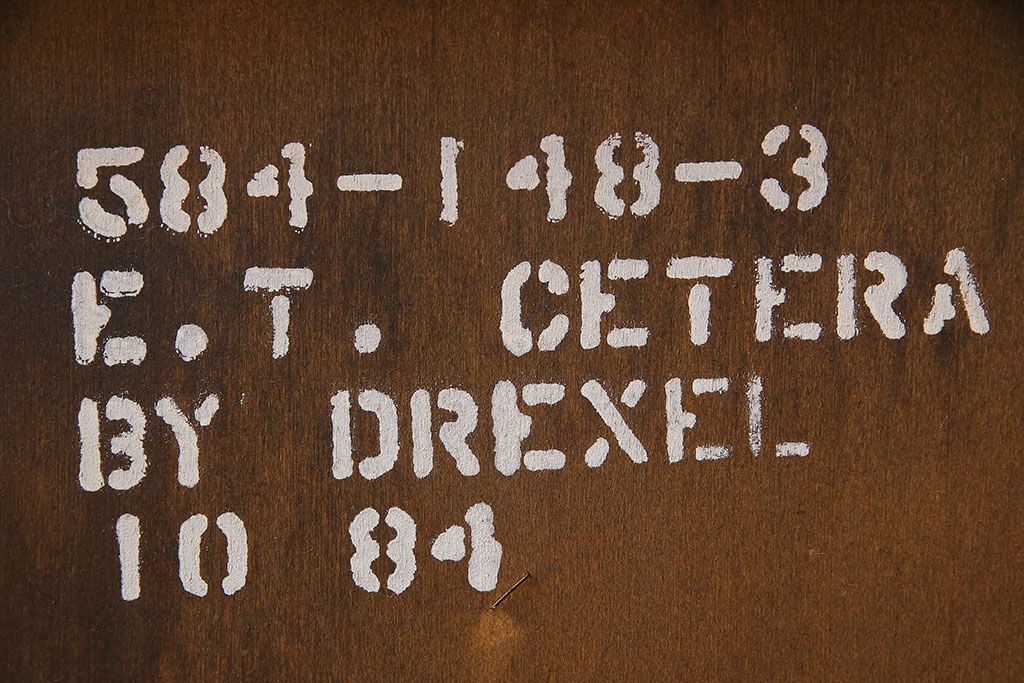 584-148-3
E.T. CETERA
BY DREXEL
10 84